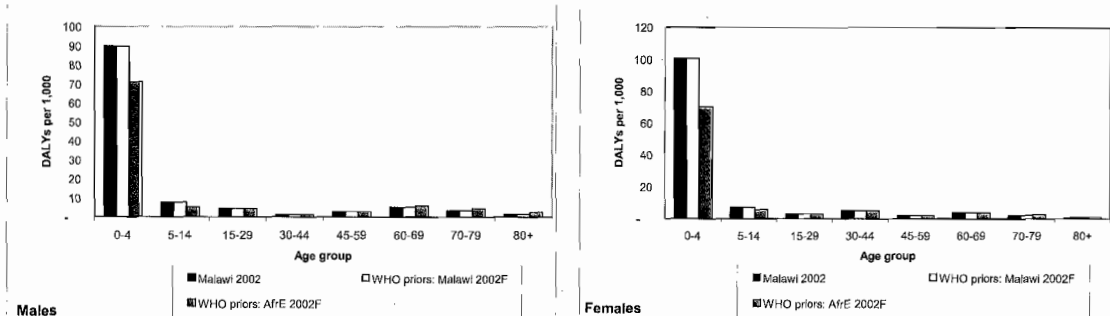 100
90
80
70
60
50
40
30
20
10
-
DALYs per 1,000
0-4 5-14 15-29 30-44 45-59 60-69 70-79 80+
Age group
Malawi 2002 WHO priors: Malawi 2002F
WHO priors: AfrE 2002F
Males
120
100
80
60
40
20
-
DALYs per 1,000
0-4 5-14 15-29 30-44 45-59 60-69 70-79 80+
Age group
Malawi 2002 WHO priors: Malawi 2002F
WHO priors: AfrE 2002F
Females